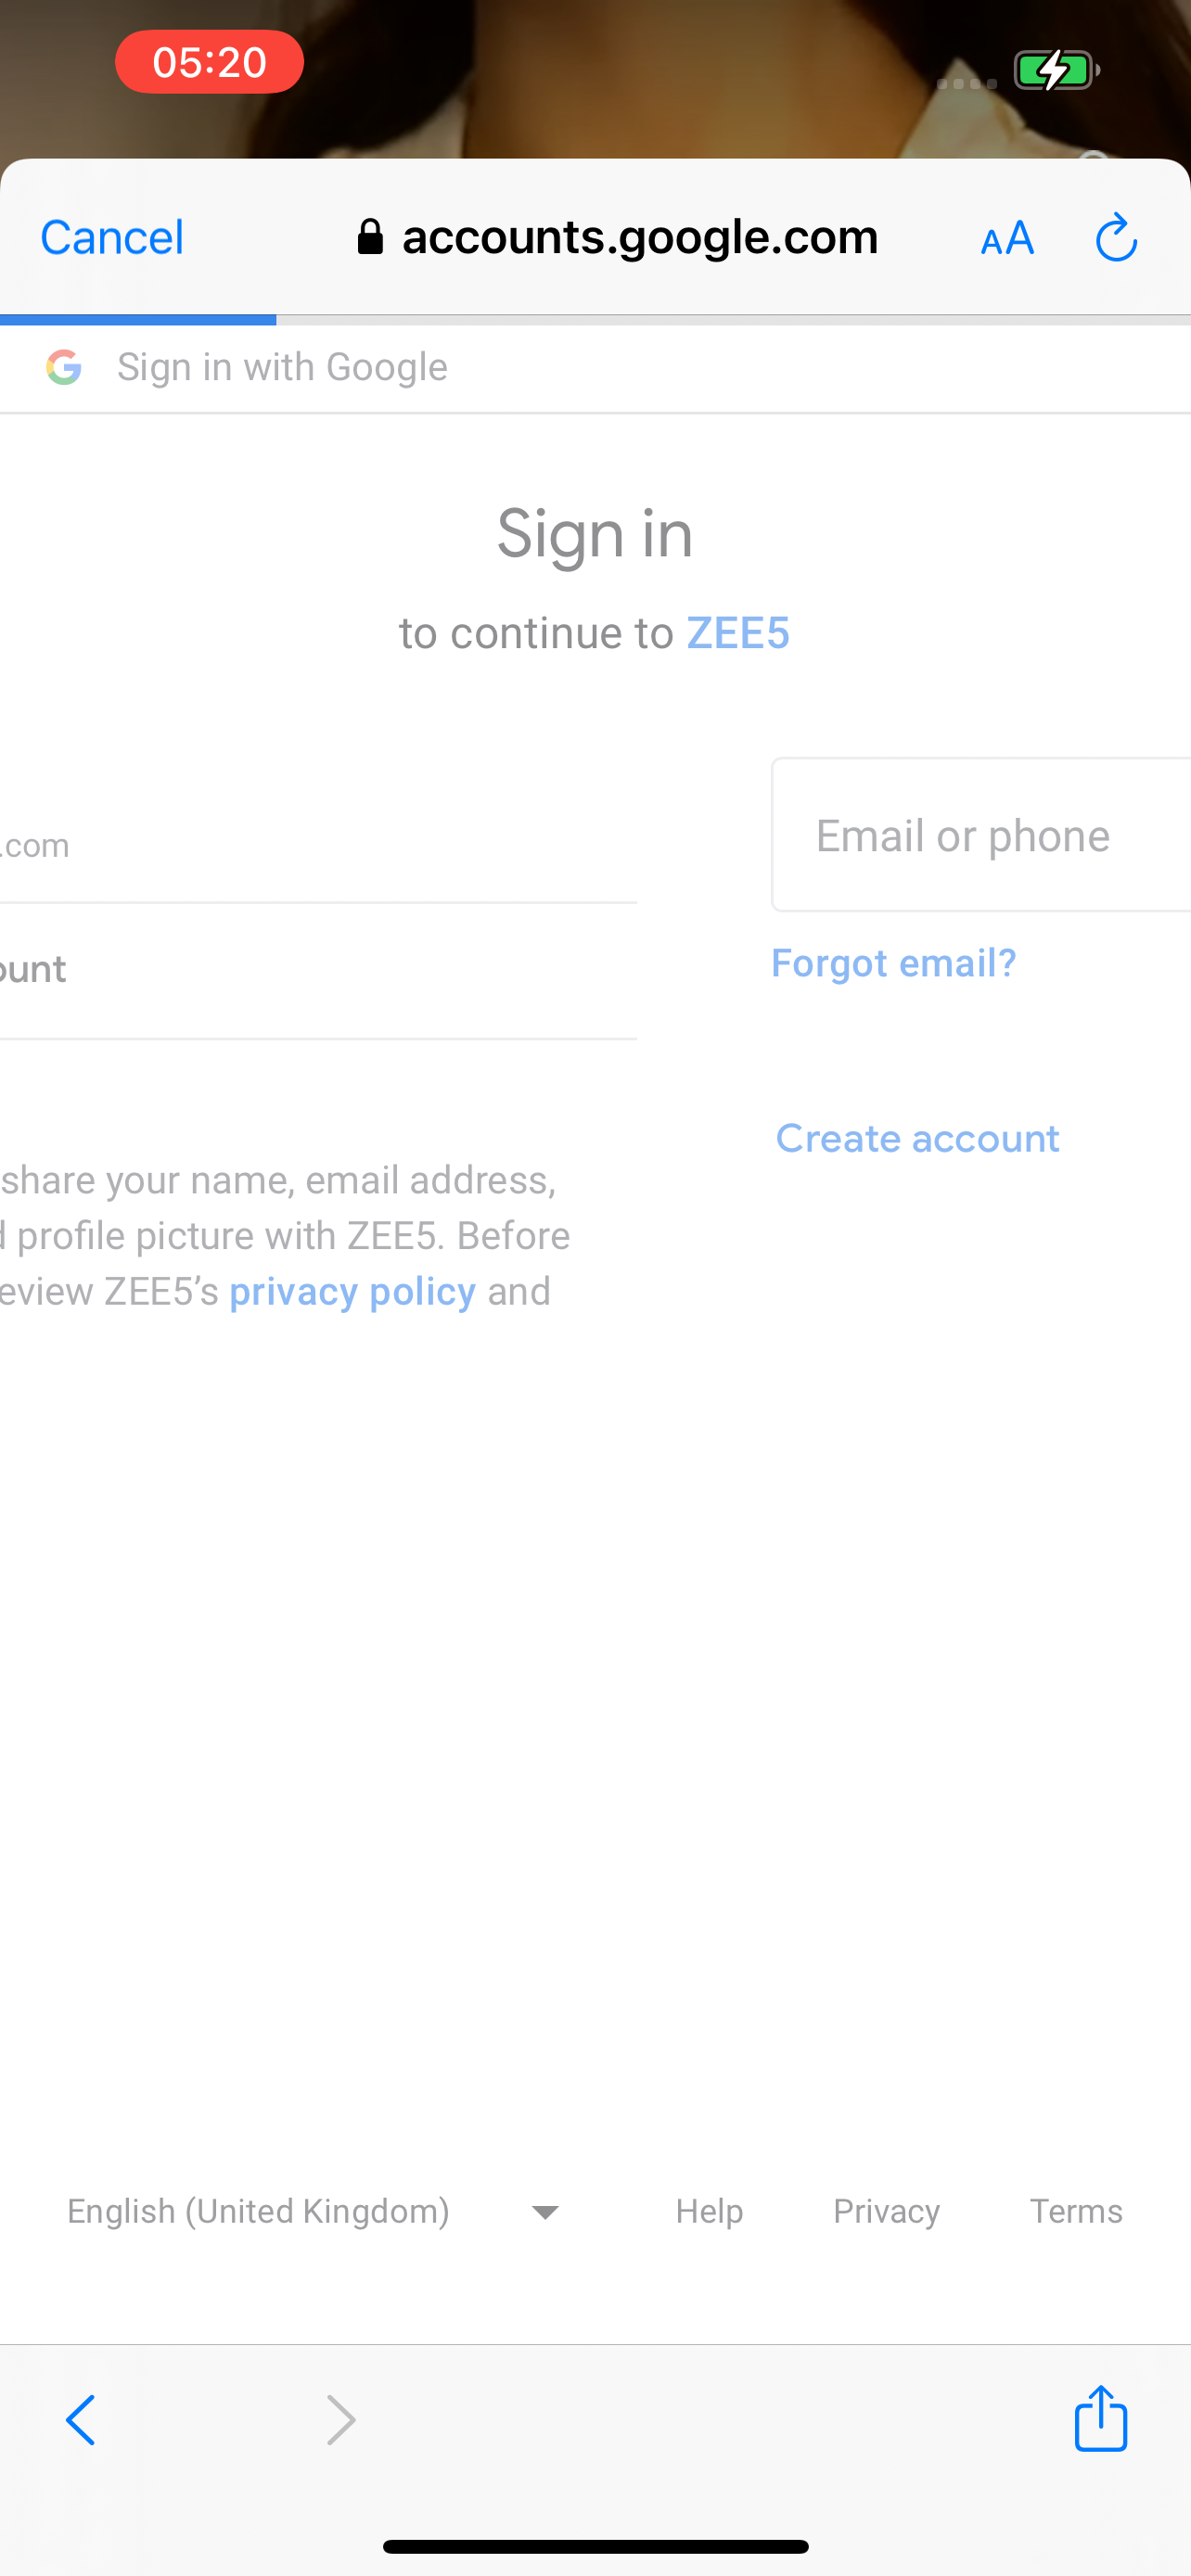 05:20
Cancel
accounts.google.com
AA
Sign in with Google
Sign in
to continue to ZEE5
.com
Email or phone
ount
Forgot email?
Create account
share your name, email address,
d profile picture with ZEE5. Before
eview ZEE5’s privacy policy and
English (United Kingdom)
Help
Privacy
Terms